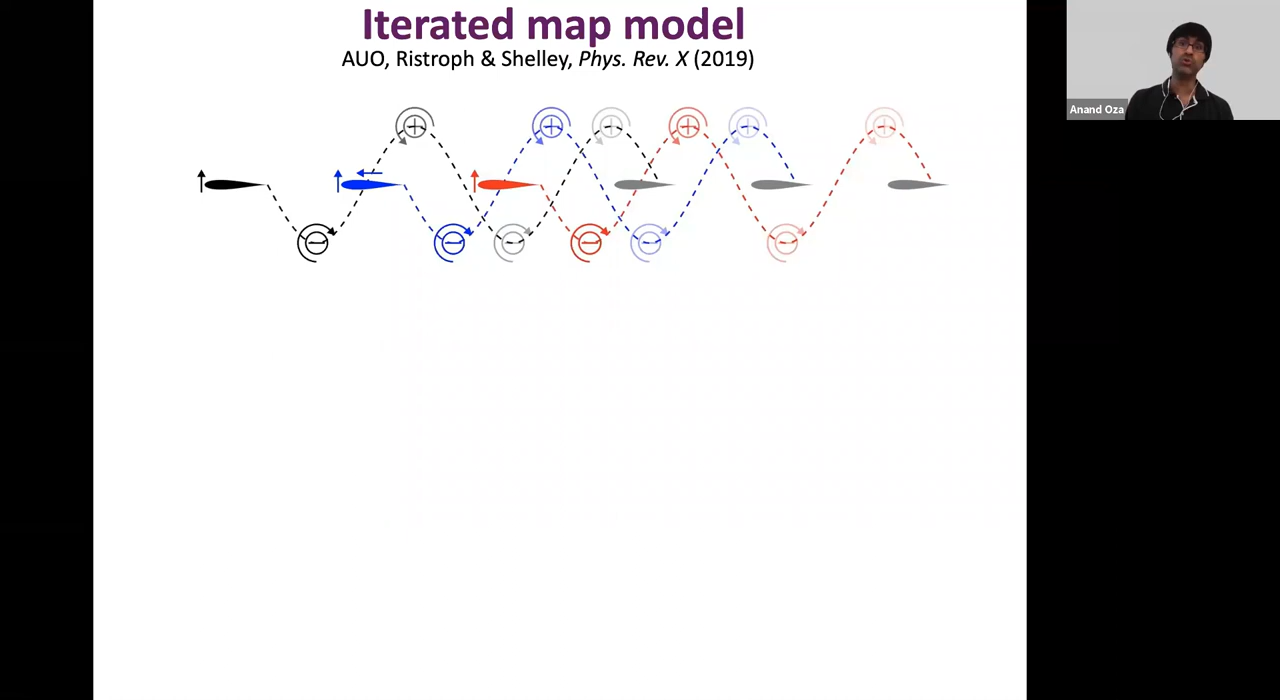 Iterated map model
AUO, Ristroph & Shelley, Phys. Rev. X (2019)
Anand Oza